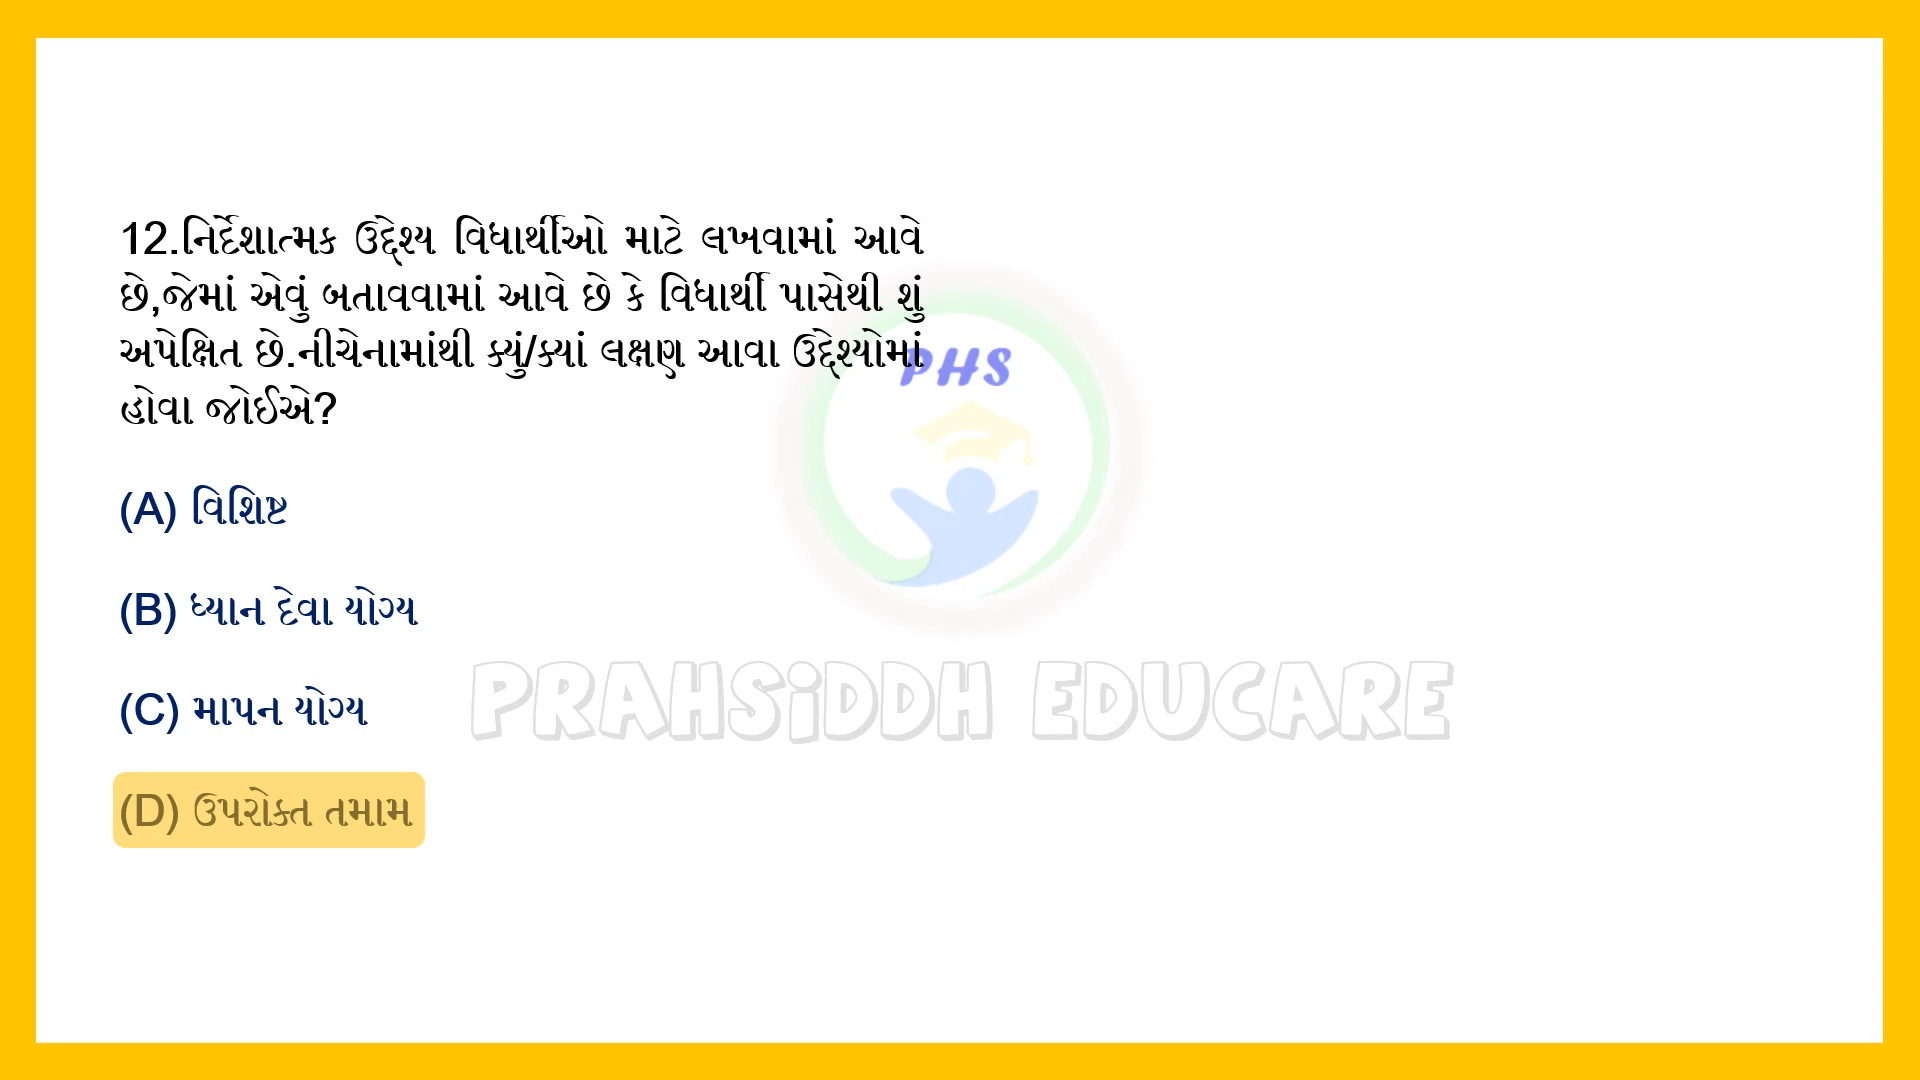 12.નિર્દેશાત્મક ઉદ્દેશ્ય વિધાર્થીઓ માટે લખવામાં આવે
છે,જેમાં એવું બતાવવામાં આવે છે કે વિધાર્થી પાસેથી શું
અપેક્ષિત છે.નીચેનામાંથી ક્યું/ક્યાં લક્ષણ આવા ઉદ્દેશ્યોમાં
હોવા જોઈએ?
PHS
(A) વિશિષ્ટ
(B) ધ્યાન દેવા યોગ્ય
(C) માપન યોગ્ય
PRAHSiDDH EDUCARE
(D) ઉપરોક્ત તમામ